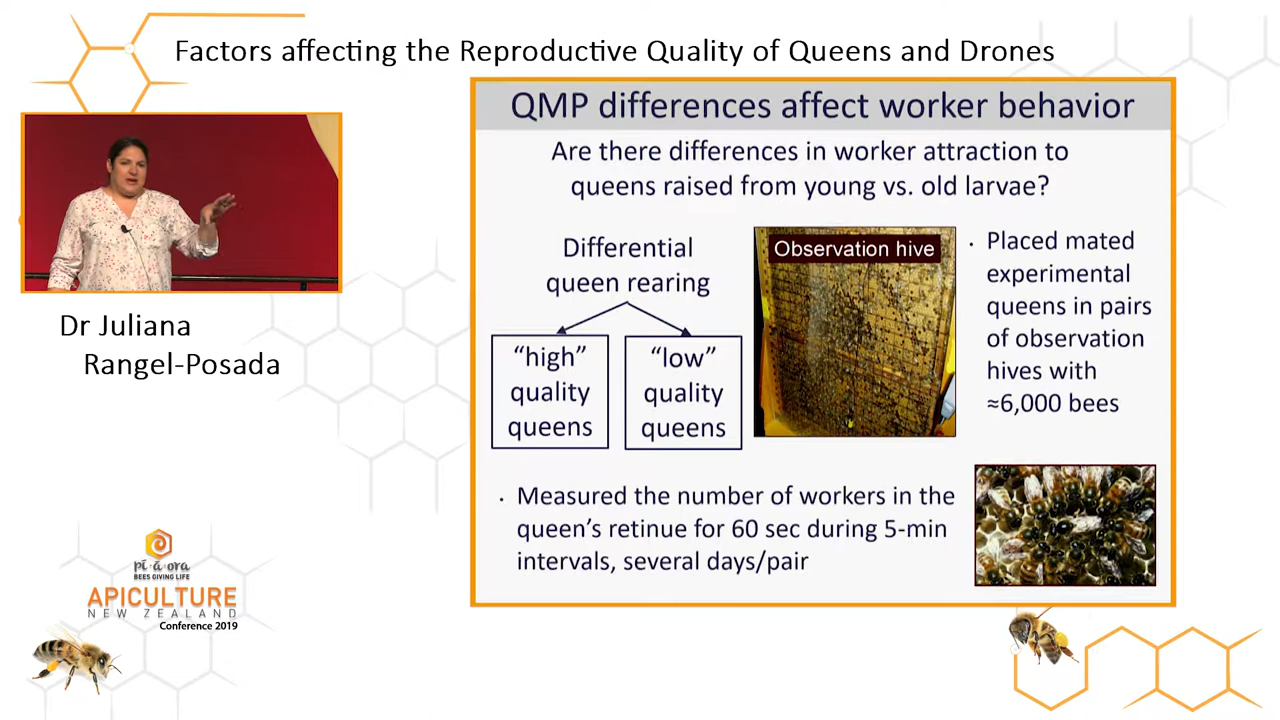 Factors affecting the Reproductive Quality of Queens and Drones
QMP differences affect worker behavior
Are there differences in worker attraction to
queens raised from young vs. old larvae?
Differential
queen rearing
“high”
quality
queens
“low”
quality
queens
Observation hive
· Placed mated
experimental
queens in pairs
of observation
hives with
≈6,000 bees
· Measured the number of workers in the
queen’s retinue for 60 sec during 5-min
intervals, several days/pair
Dr Juliana
Rangel-Posada
pī·ā·ora
BEES GIVING LIFE
APICULTURE
NEW ZEALAND
Conference 2019